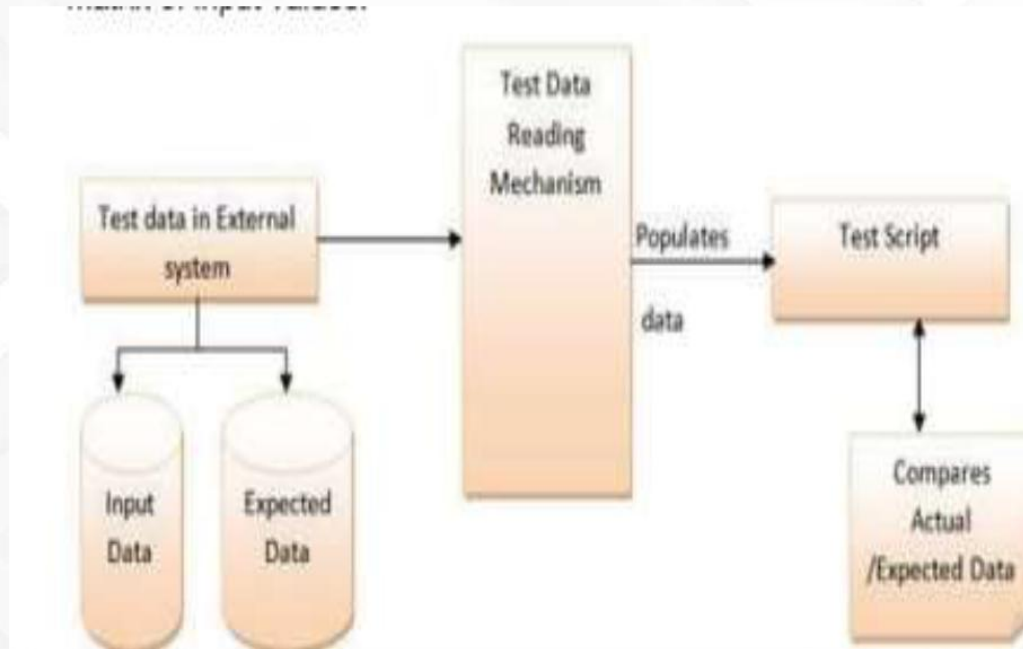 Test Data
Reading
Mechanism
Test data in External
system
Populates
data
Test Script
Input
Data
Expected
Data
Compares
Actual
/Expected Data